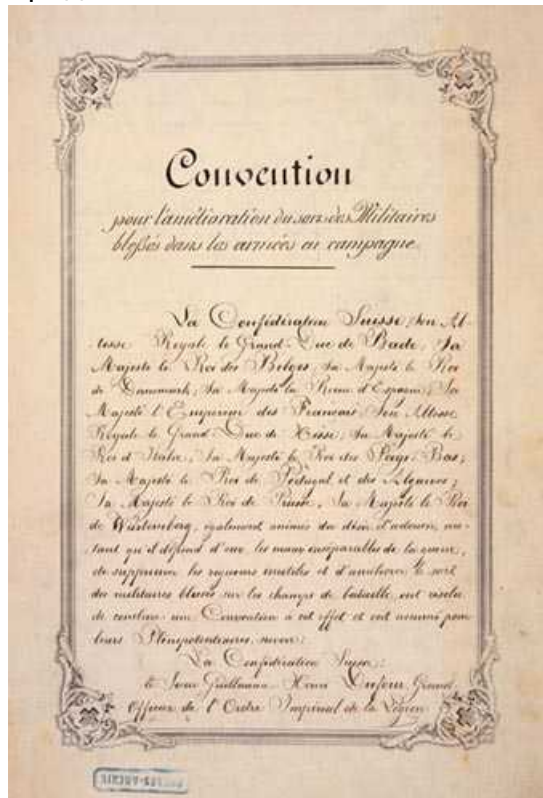 Convention
pour l'amélioration du sort des Militaires
blessés dans les armées en campagne.
La Confédération Suisse; Son Al-
tesse Royale le Grand-Duc de Bade; Sa
Majesté le Roi des Belges; Sa Majesté le Roi
de Danemark; Sa Majesté la Reine d'Espagne; Sa
Majesté l'Empereur des Français; Son Altesse
Royale le Grand-Duc de Hesse; Sa Majesté le
Roi d'Italie; Sa Majesté le Roi des Pays-Bas;
Sa Majesté le Roi de Portugal et des Algarves;
Sa Majesté le Roi de Prusse; Sa Majesté le Roi
de Würtemberg, également animés du désir d'adoucir, au-
tant qu'il dépend d'eux, les maux inséparables de la guerre,
de supprimer les rigueurs inutiles et d'améliorer le sort
des militaires blessés sur les champs de bataille, ont résolu
de conclure une Convention à cet effet et ont nommé pour
leurs Plénipotentiaires, savoir:
La Confédération Suisse:
le Sieur Guillaume-Henri Dufour, Grand
Officier de l'Ordre Impérial de la Légion